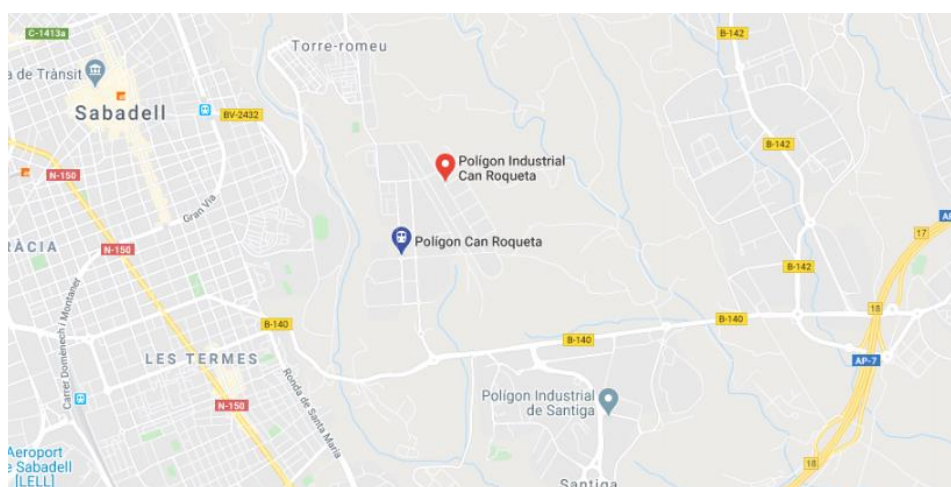 C-1413a
Torre-romeu
B-142
a de Trànsit
Sabadell
BV-2432
B-142
Polígon Industrial
Can Roqueta
N-150
Gran Via
AP
17
RÀCIA
N-150
Polígon Can Roqueta
B-142
Carrer Domènech i Montaner
18
B-140
B-140
B-140
LES TERMES
AP-7
Ronda de Santa Maria
Polígon Industrial
de Santiga
N-150
Aeroport
e Sabadell
[LELL]
18
Santiga